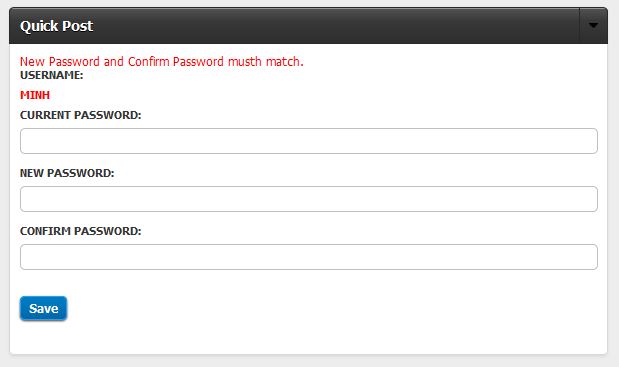 Quick Post
New Password and Confirm Password musth match.
USERNAME:
MINH
CURRENT PASSWORD:
NEW PASSWORD:
CONFIRM PASSWORD:
Save